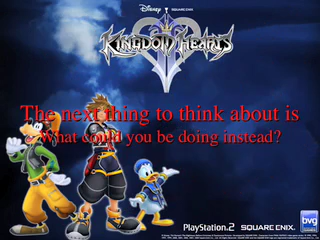 Disney SQUARE ENIX
KINGDOM HEARTS
II
The next thing to think about is
What could you be doing instead?
PlayStation.2 SQUARE ENIX.
bvg